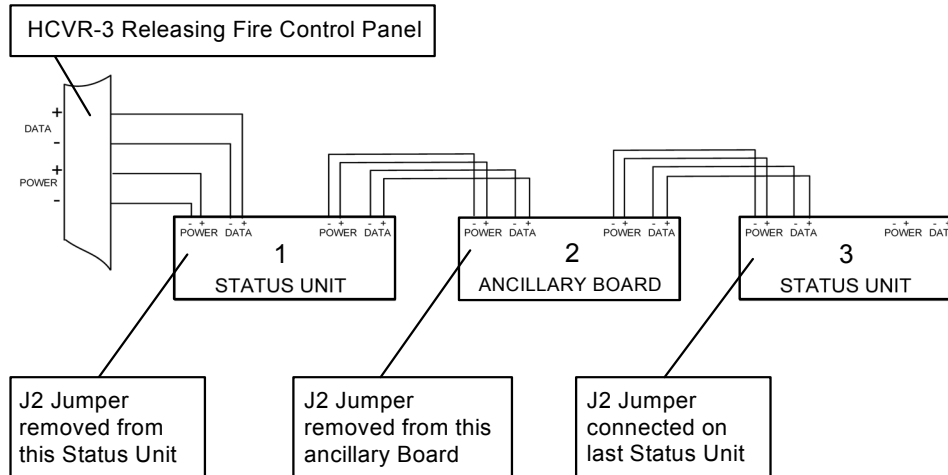 HCVR-3 Releasing Fire Control Panel
+
DATA
-
+
POWER
-
- + - +
POWER DATA
- + - +
POWER DATA
1
STATUS UNIT
- + - +
POWER DATA
- + - +
POWER DATA
2
ANCILLARY BOARD
- + - +
POWER DATA
- + - +
POWER DAT
3
STATUS UNIT
J2 Jumper
removed from
this Status Unit
J2 Jumper
removed from this
ancillary Board
J2 Jumper
connected on
last Status Unit